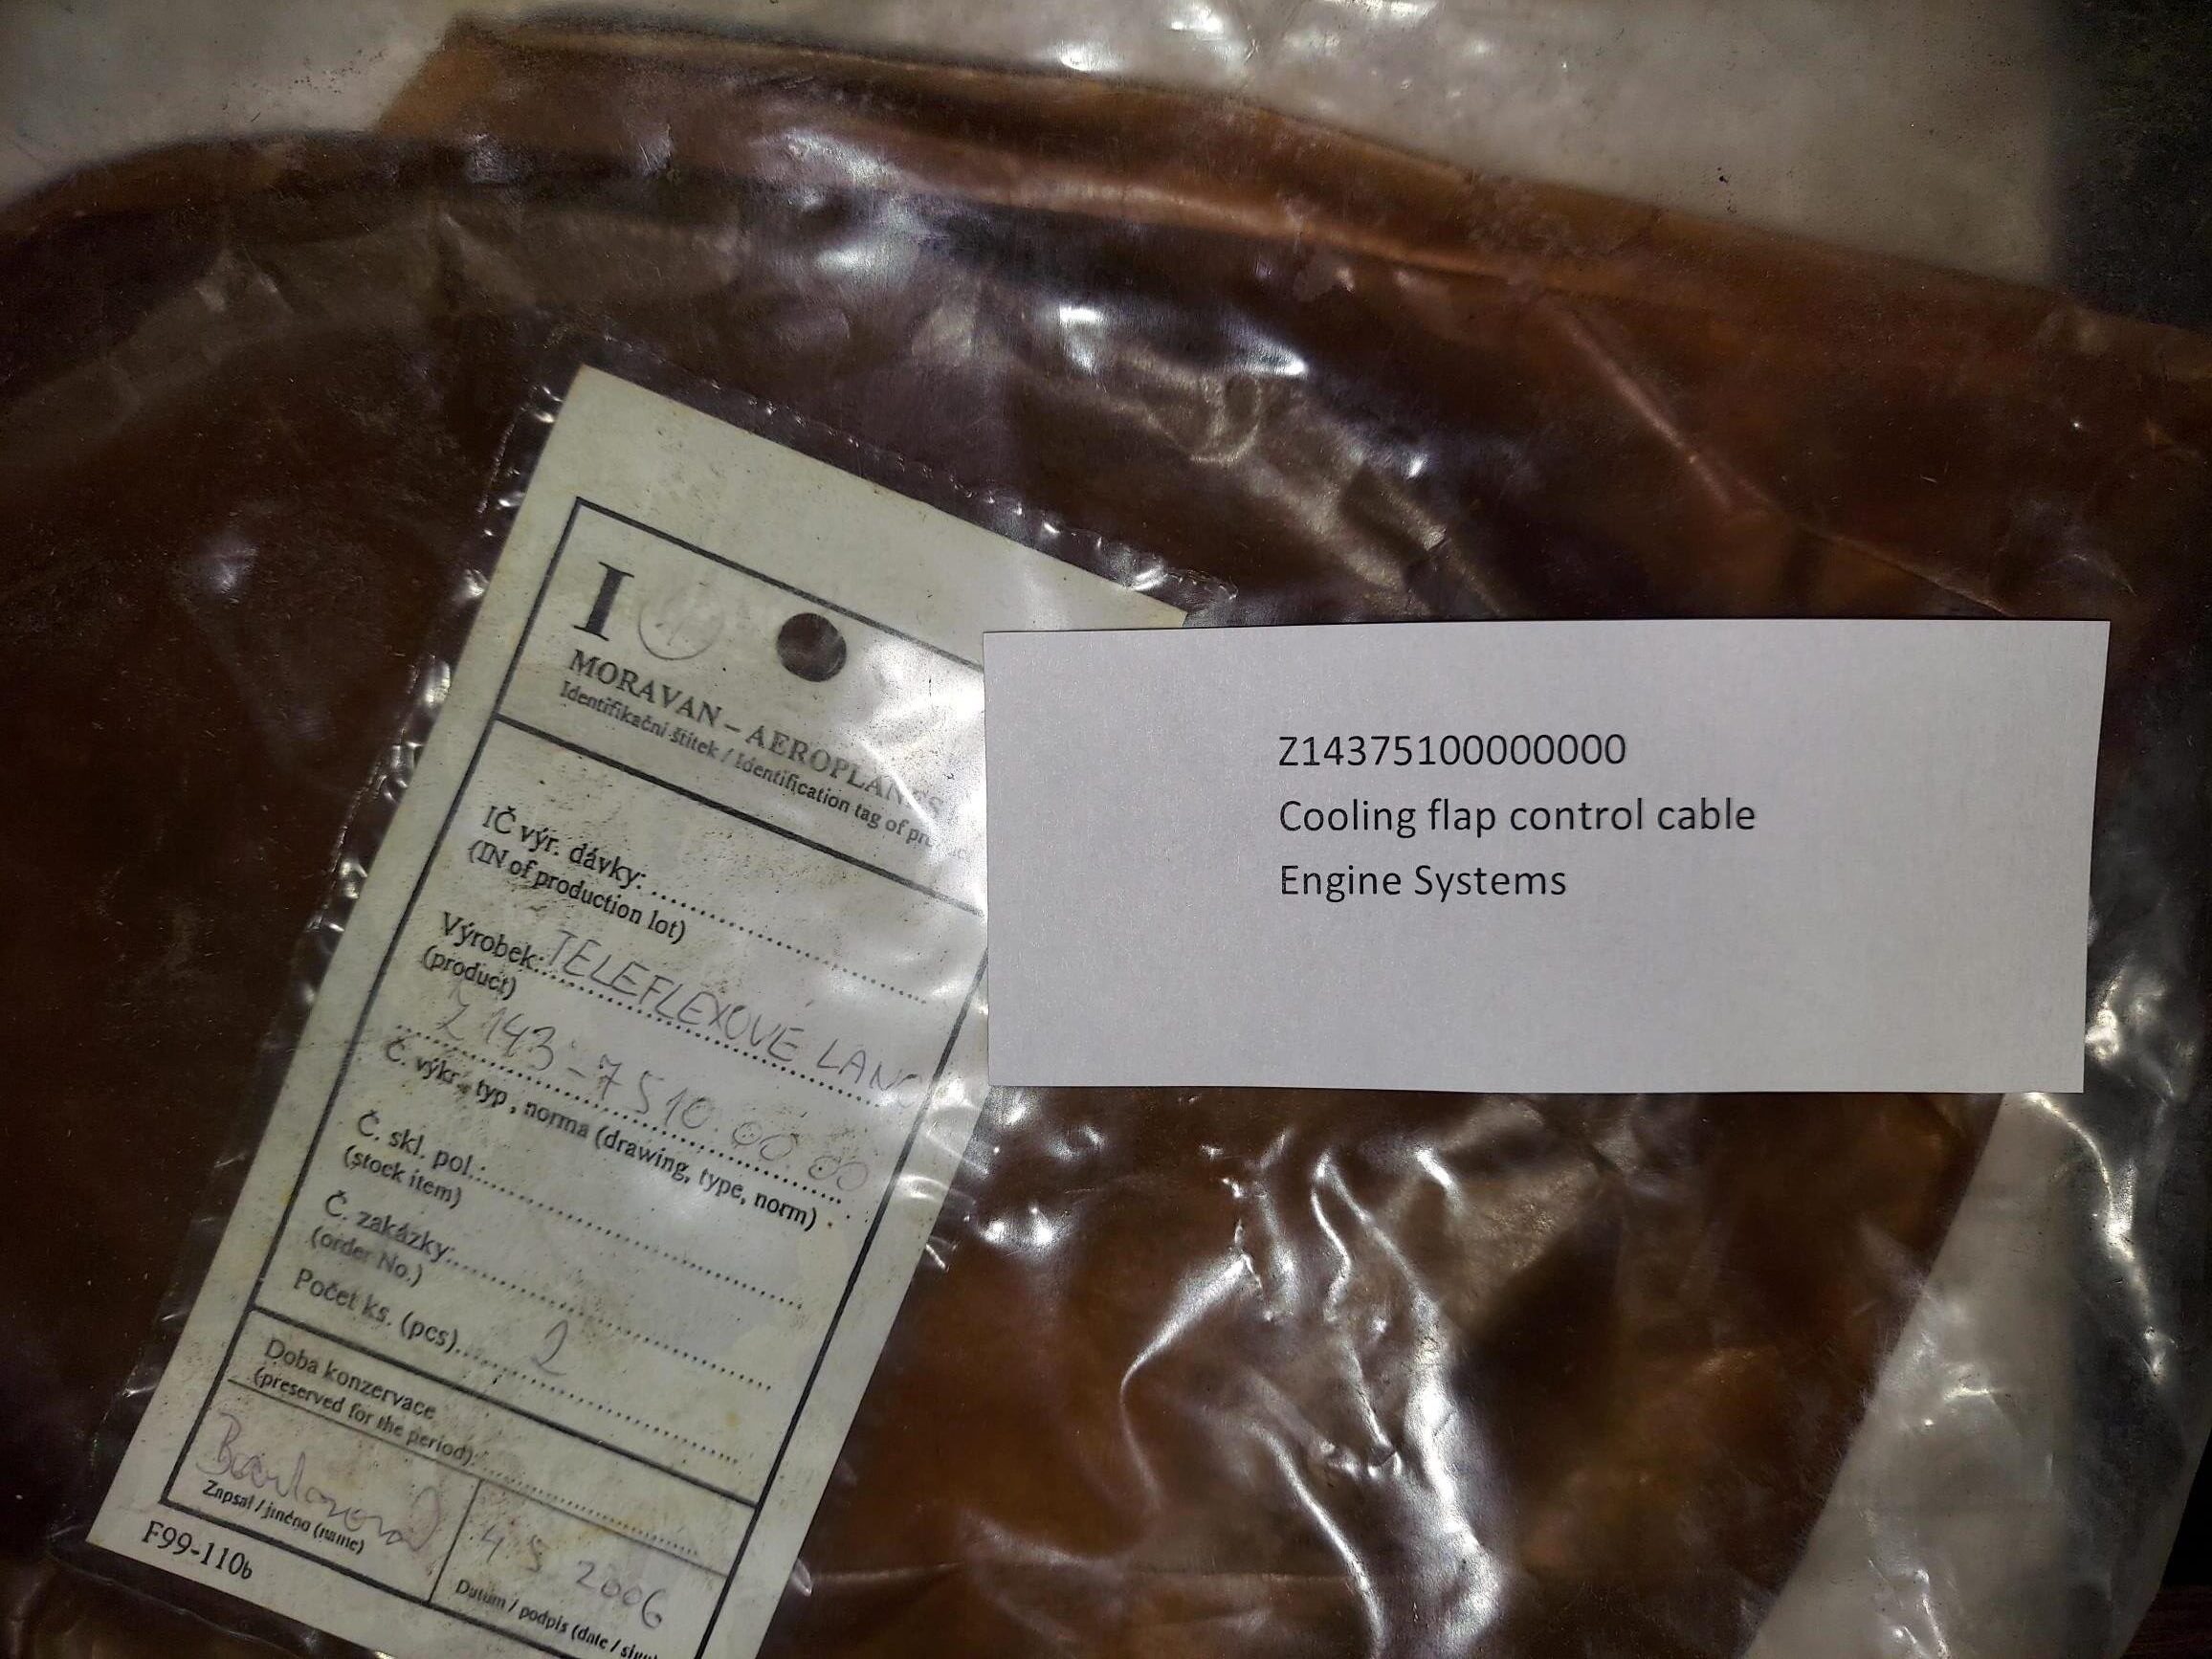 I
MORAVAN – AEROPLANES
Identifikační štítek / Identification tag of
IČ výr. dávky:
(IN of production lot)
Výrobek: TELEFLEXOVÉ LANO
(product)
Z 143-7510.00.00
Č. výkr., typ, norma (drawing, type, norm)
Č. skl. pol.:
(stock item)
Č. zakázky:
(order No.)
Počet ks. (pcs) 2
Doba konzervace
(preserved for the period):
Zapsal / jméno (name)
4 5 2006
Datum / podpis (date /
F99-110b
Z14375100000000
Cooling flap control cable
Engine Systems